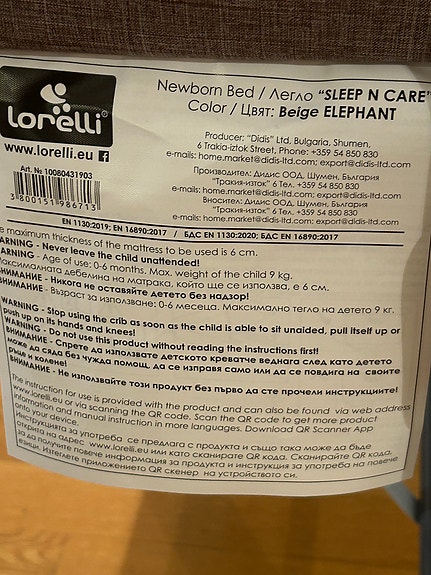 lorelli®
www.lorelli.eu f
Newborn Bed / Легло "SLEEP N CARE"
Color / Цвят: Beige ELEPHANT
Producer: "Didis" Ltd, Bulgaria, Shumen,
6 Trakia-iztok Street, Phone: +359 54 850 830
e-mails: home.market@didis-ltd.com; export@didis-ltd.com
Производител: Дидис ООД, Шумен, България
"Тракия-изток" 6 Тел. +359 54 850 830
e-mails: home.market@didis-ltd.com; export@didis-ltd.com
Вносител: Дидис ООД, Шумен, България
"Тракия-изток" 6 Тел. +359 54 850 830
e-mails: home.market@didis-ltd.com; export@didis-ltd.com
Art. № 10080431903
3 800151 986713
EN 1130:2019; EN 16890:2017 / БДС EN 1130:2020; EN 16890:2017
e maximum thickness of the mattress to be used is 6 cm.
ARNING - Never leave the child unattended!
ARNING - Age of use: 0-6 months. Max. weight of the child 9 kg.
Максималната дебелина на матрака, който ще се използва, е 6 см.
НИМАНИЕ - Никога не оставяйте детето без надзор!
НИМАНИЕ - Възраст за използване: 0-6 месеца. Максимално тегло на детето 9 кг.
WARNING - Stop using the crib as soon as the child is able to sit unaided, pull itself up or
push up on its hands and knees!
WARNING - Do not use this product without reading the instructions first!
ВНИМАНИЕ - Спрете да използвате детското креватче веднага след като детето
може да сяда без чужда помощ, да се изправя само или да се повдига на своите
ръце и колене!
ВНИМАНИЕ - Не използвайте този продукт без първо да сте прочели инструкциите!
The instruction for use is provided with the product and can also be found via web address
www.lorelli.eu or via scanning the QR code. Scan the QR code to get more product
information and manual instruction in more languages. Download QR Scanner App
onto your device.
Инструкцията за употреба се предлага с продукта и също така може да бъде
открита на адрес www.lorelli.eu или като сканирате QR кода. Сканирайте QR кода,
за да получите повече информация за продукта и инструкция за употреба на повече
езици. Изтеглете приложението QR скенер на устройството си.